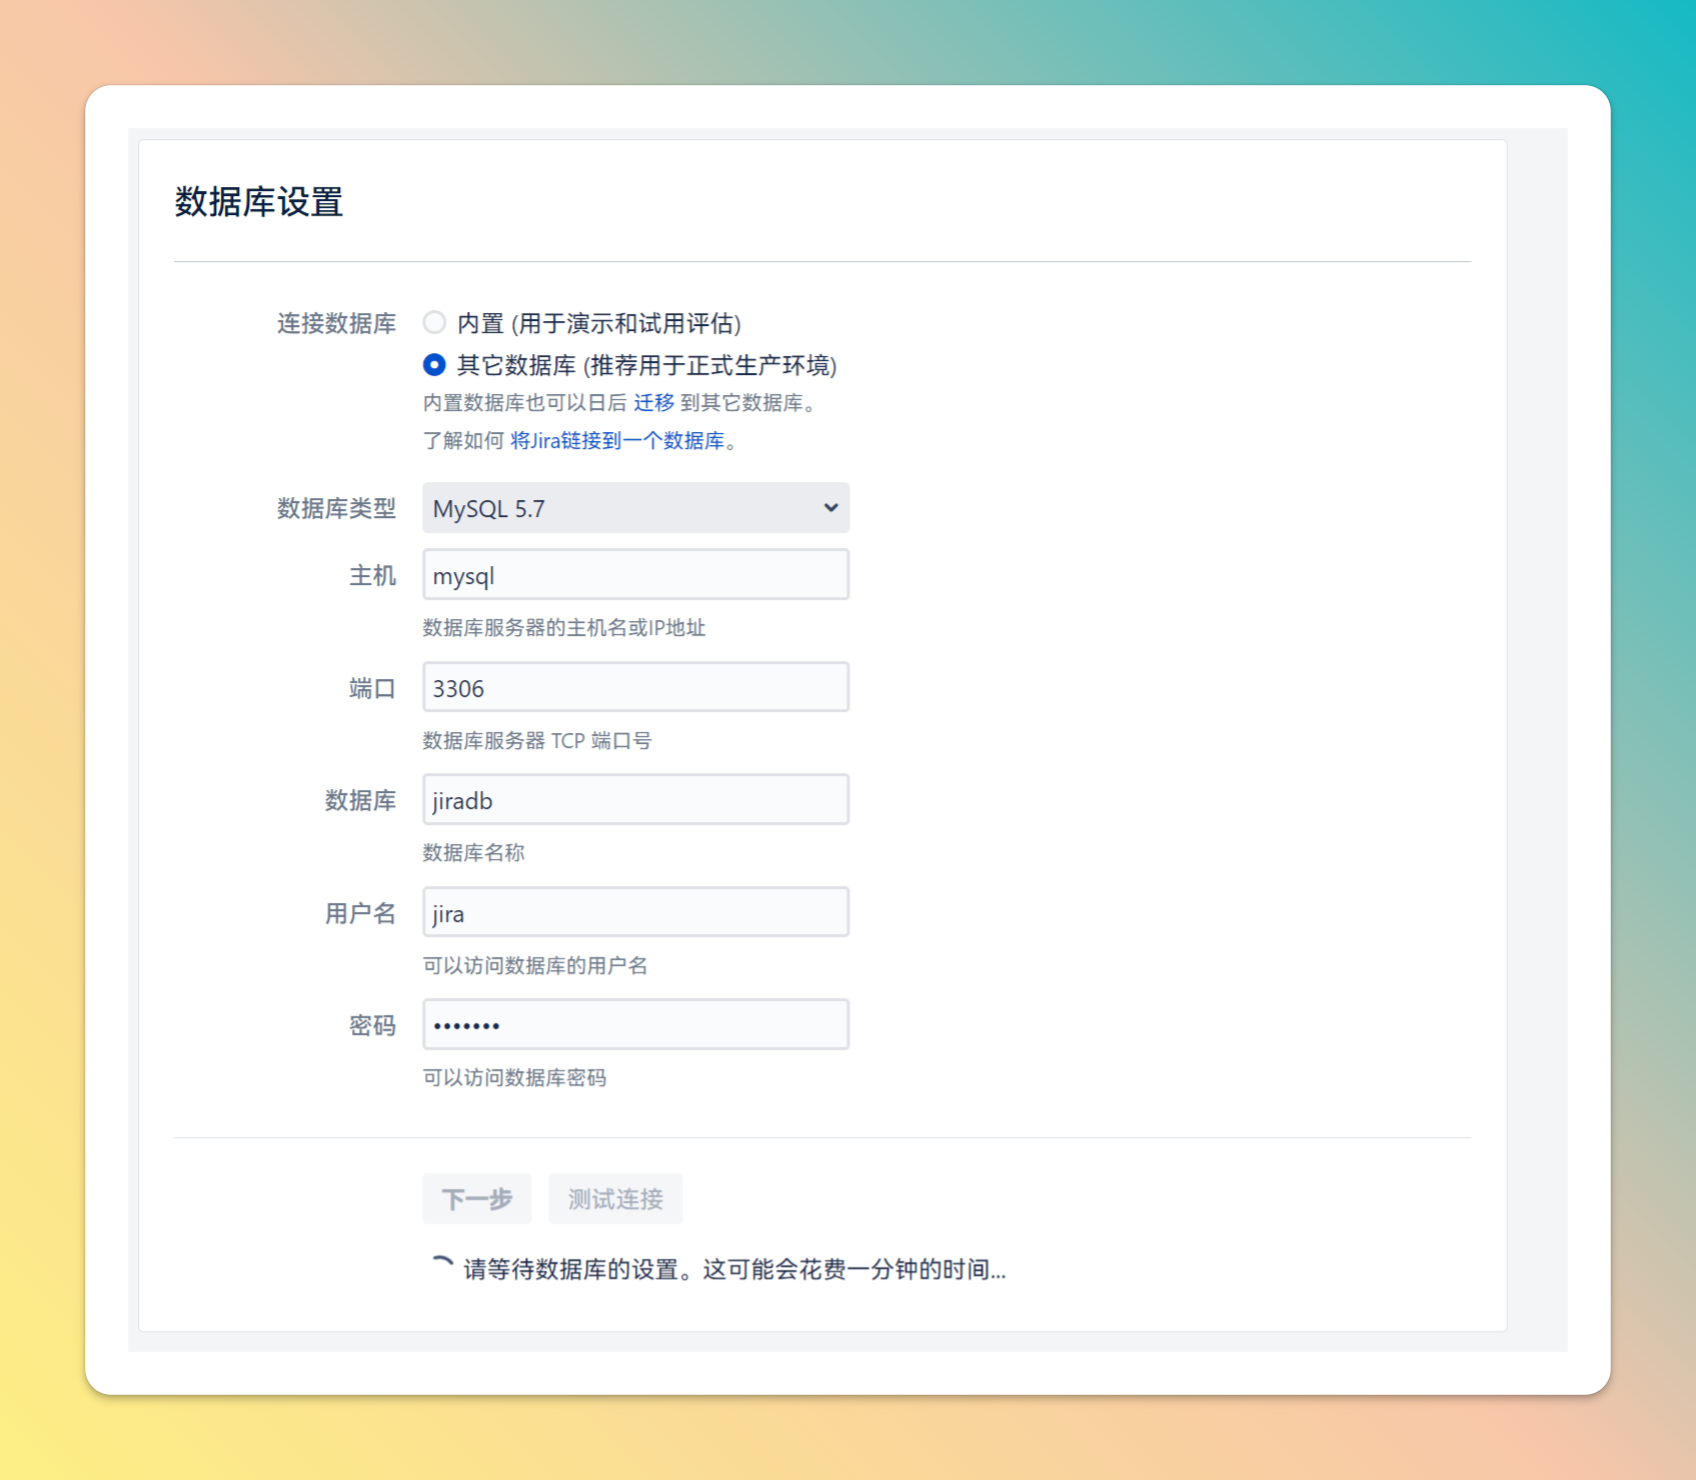 数据库设置
连接数据库
内置 (用于演示和试用评估)
其它数据库 (推荐用于正式生产环境)
内置数据库也可以日后 迁移 到其它数据库。
了解如何 将Jira链接到一个数据库。
数据库类型 MySQL 5.7
主机 mysql
数据库服务器的主机名或IP地址
端口 3306
数据库服务器 TCP 端口号
数据库 jiradb
数据库名称
用户名 jira
可以访问数据库的用户名
密码 •••••••
可以访问数据库密码
下一步 测试连接
请等待数据库的设置。这可能会花费一分钟的时间...